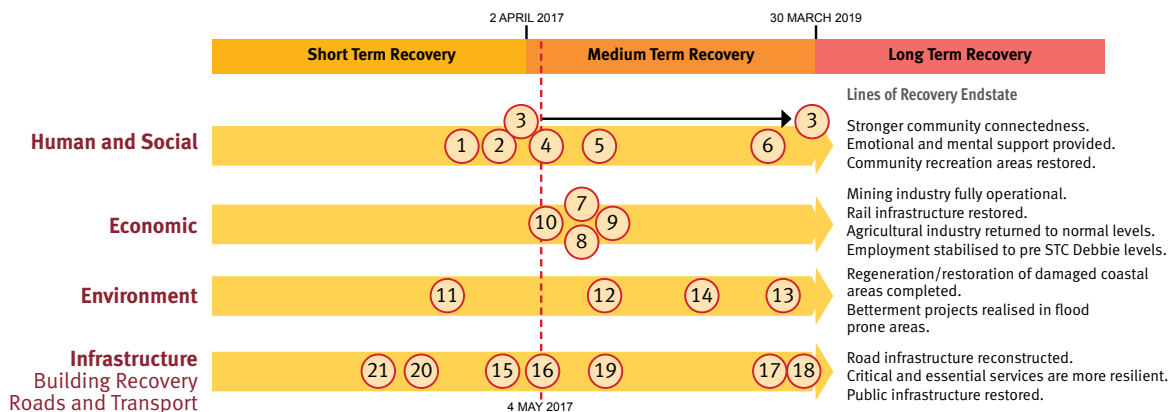 2 APRIL 2017
30 MARCH 2019
Short Term Recovery
Medium Term Recovery
Long Term Recovery
Lines of Recovery Endstate
Human and Social
1
2
3
4
5
6
3
Stronger community connectedness.
Emotional and mental support provided.
Community recreation areas restored.
Economic
10
7
8
9
Mining industry fully operational.
Rail infrastructure restored.
Agricultural industry returned to normal levels.
Employment stabilised to pre STC Debbie levels.
Environment
11
12
14
13
Regeneration/restoration of damaged coastal
areas completed.
Betterment projects realised in flood
prone areas.
Infrastructure
Building Recovery
Roads and Transport
21
20
15
16
19
17
18
Road infrastructure reconstructed.
Critical and essential services are more resilient.
Public infrastructure restored.
4 MAY 2017